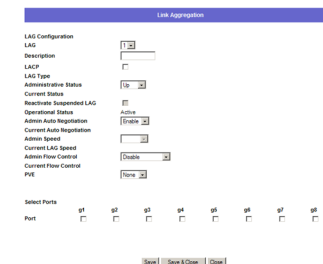 Link Aggregation
LAG Configuration
LAG 1
Description
LACP
LAG Type
Administrative Status Up
Current Status
Reactivate Suspended LAG
Operational Status Active
Admin Auto Negotiation Enable
Current Auto Negotiation
Admin Speed
Current LAG Speed
Admin Flow Control Disable
Current Flow Control
PVE None
Select Ports
g1 g2 g3 g4 g5 g6 g7 g8
Port
Save Save & Close Close